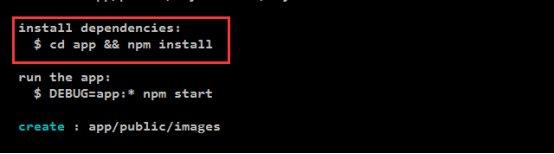 install dependencies:
$ cd app && npm install
run the app:
$ DEBUG=app:* npm start
create : app/public/images